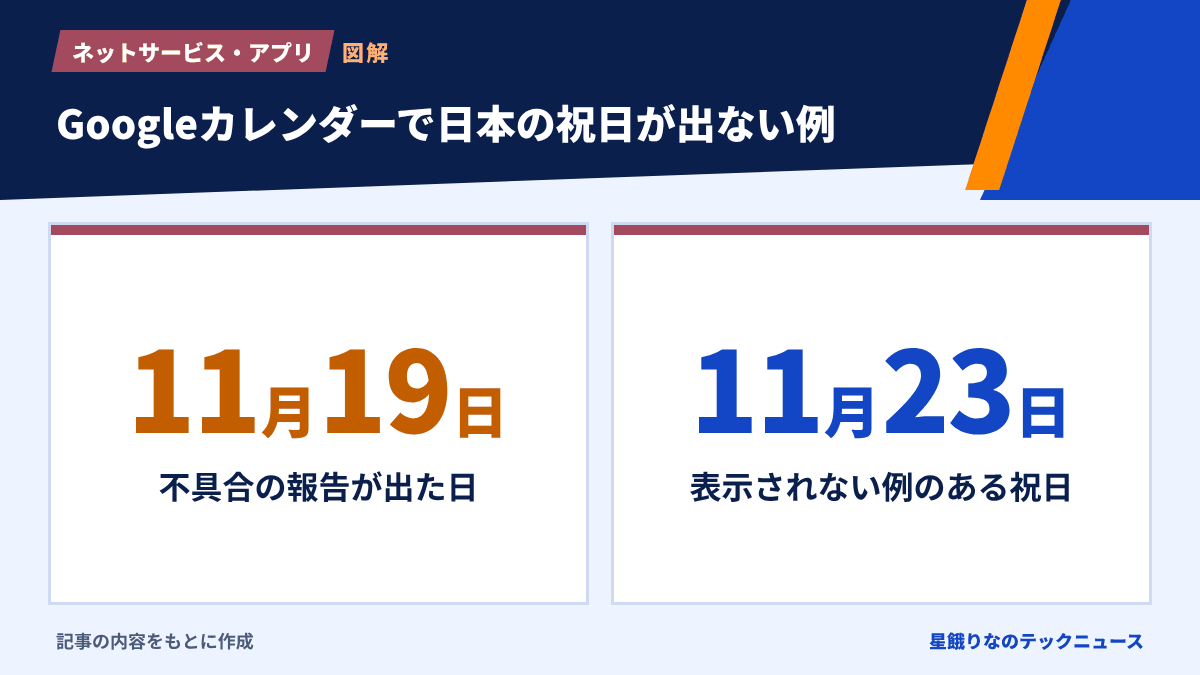 ネットサービス・アプリ 図解
Googleカレンダーで日本の祝日が出ない例
11月19日
不具合の報告が出た日
11月23日
表示されない例のある祝日
記事の内容をもとに作成
星餓りなのテックニュース